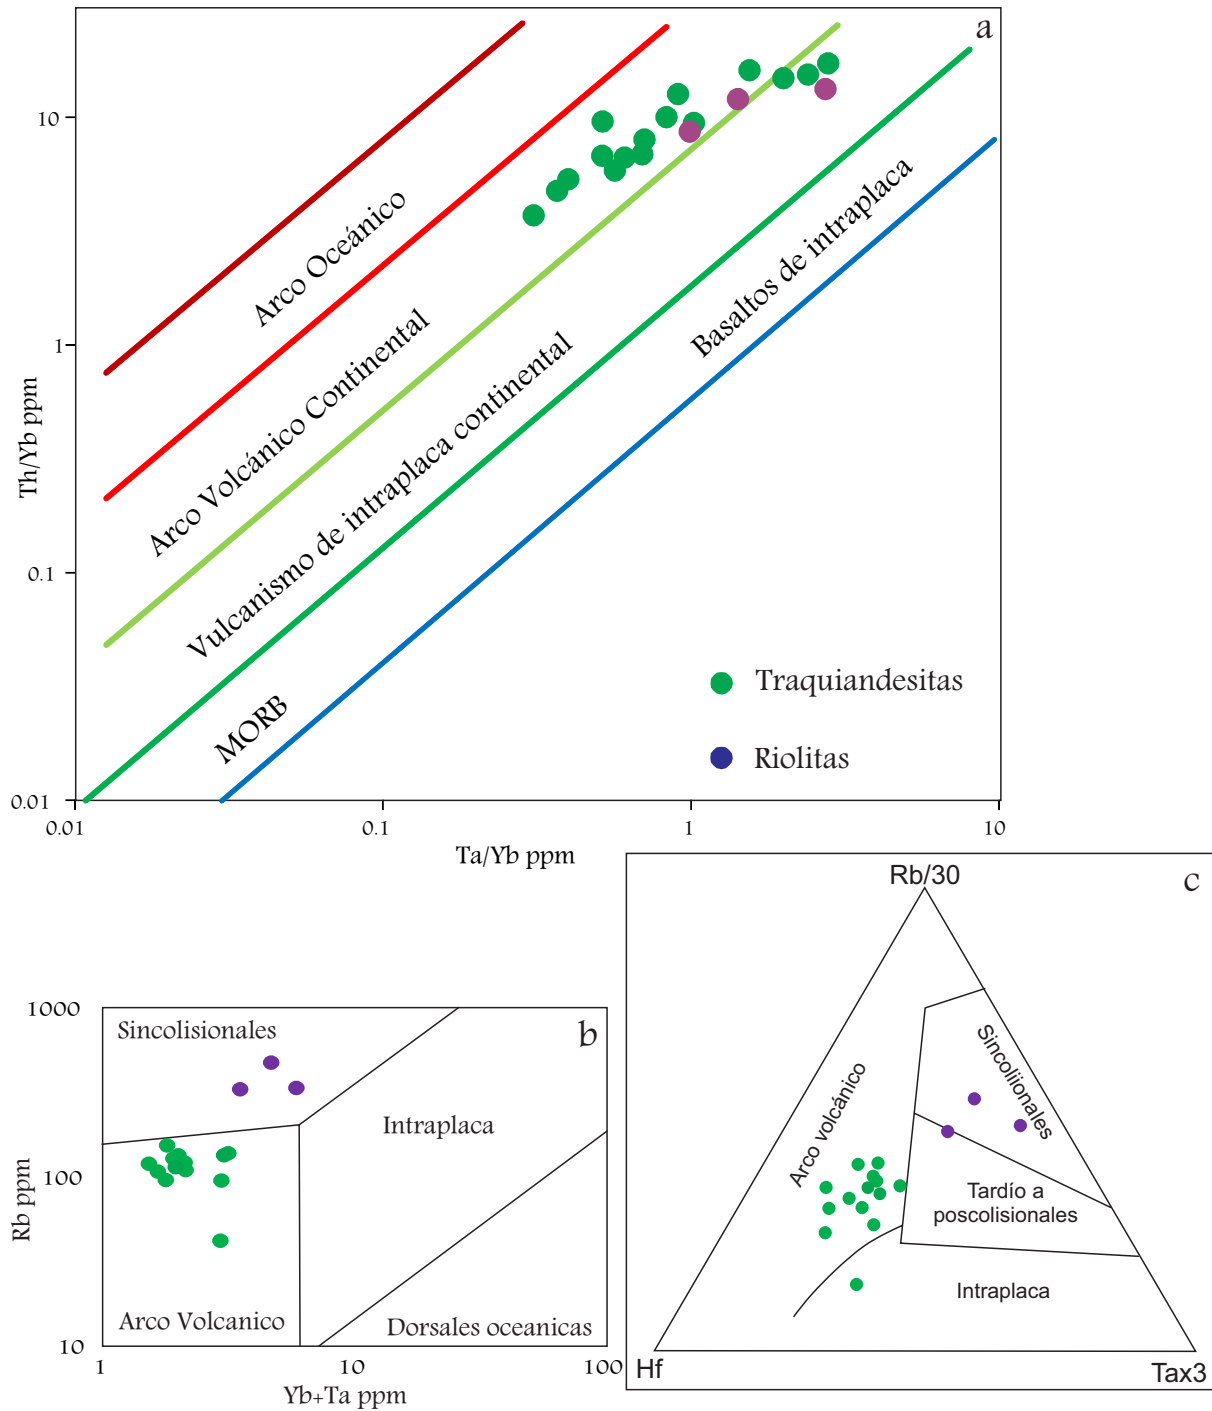 a
10
1
0.1
0.01
Th/Yb ppm
Arco Oceánico
Arco Volcánico Continental
Vulcanismo de intraplaca continental
Basaltos de intraplaca
MORB
Traquiandesitas
Riolitas
0.01
0.1
1
10
Ta/Yb ppm
b
1000
100
10
Rb ppm
Sincolisionales
Intraplaca
Arco Volcanico
Dorsales oceanicas
1
10
100
Yb+Ta ppm
c
Rb/30
Arco volcánico
Sincoliionales
Tardío a
poscolisionales
Intraplaca
Hf
Tax3